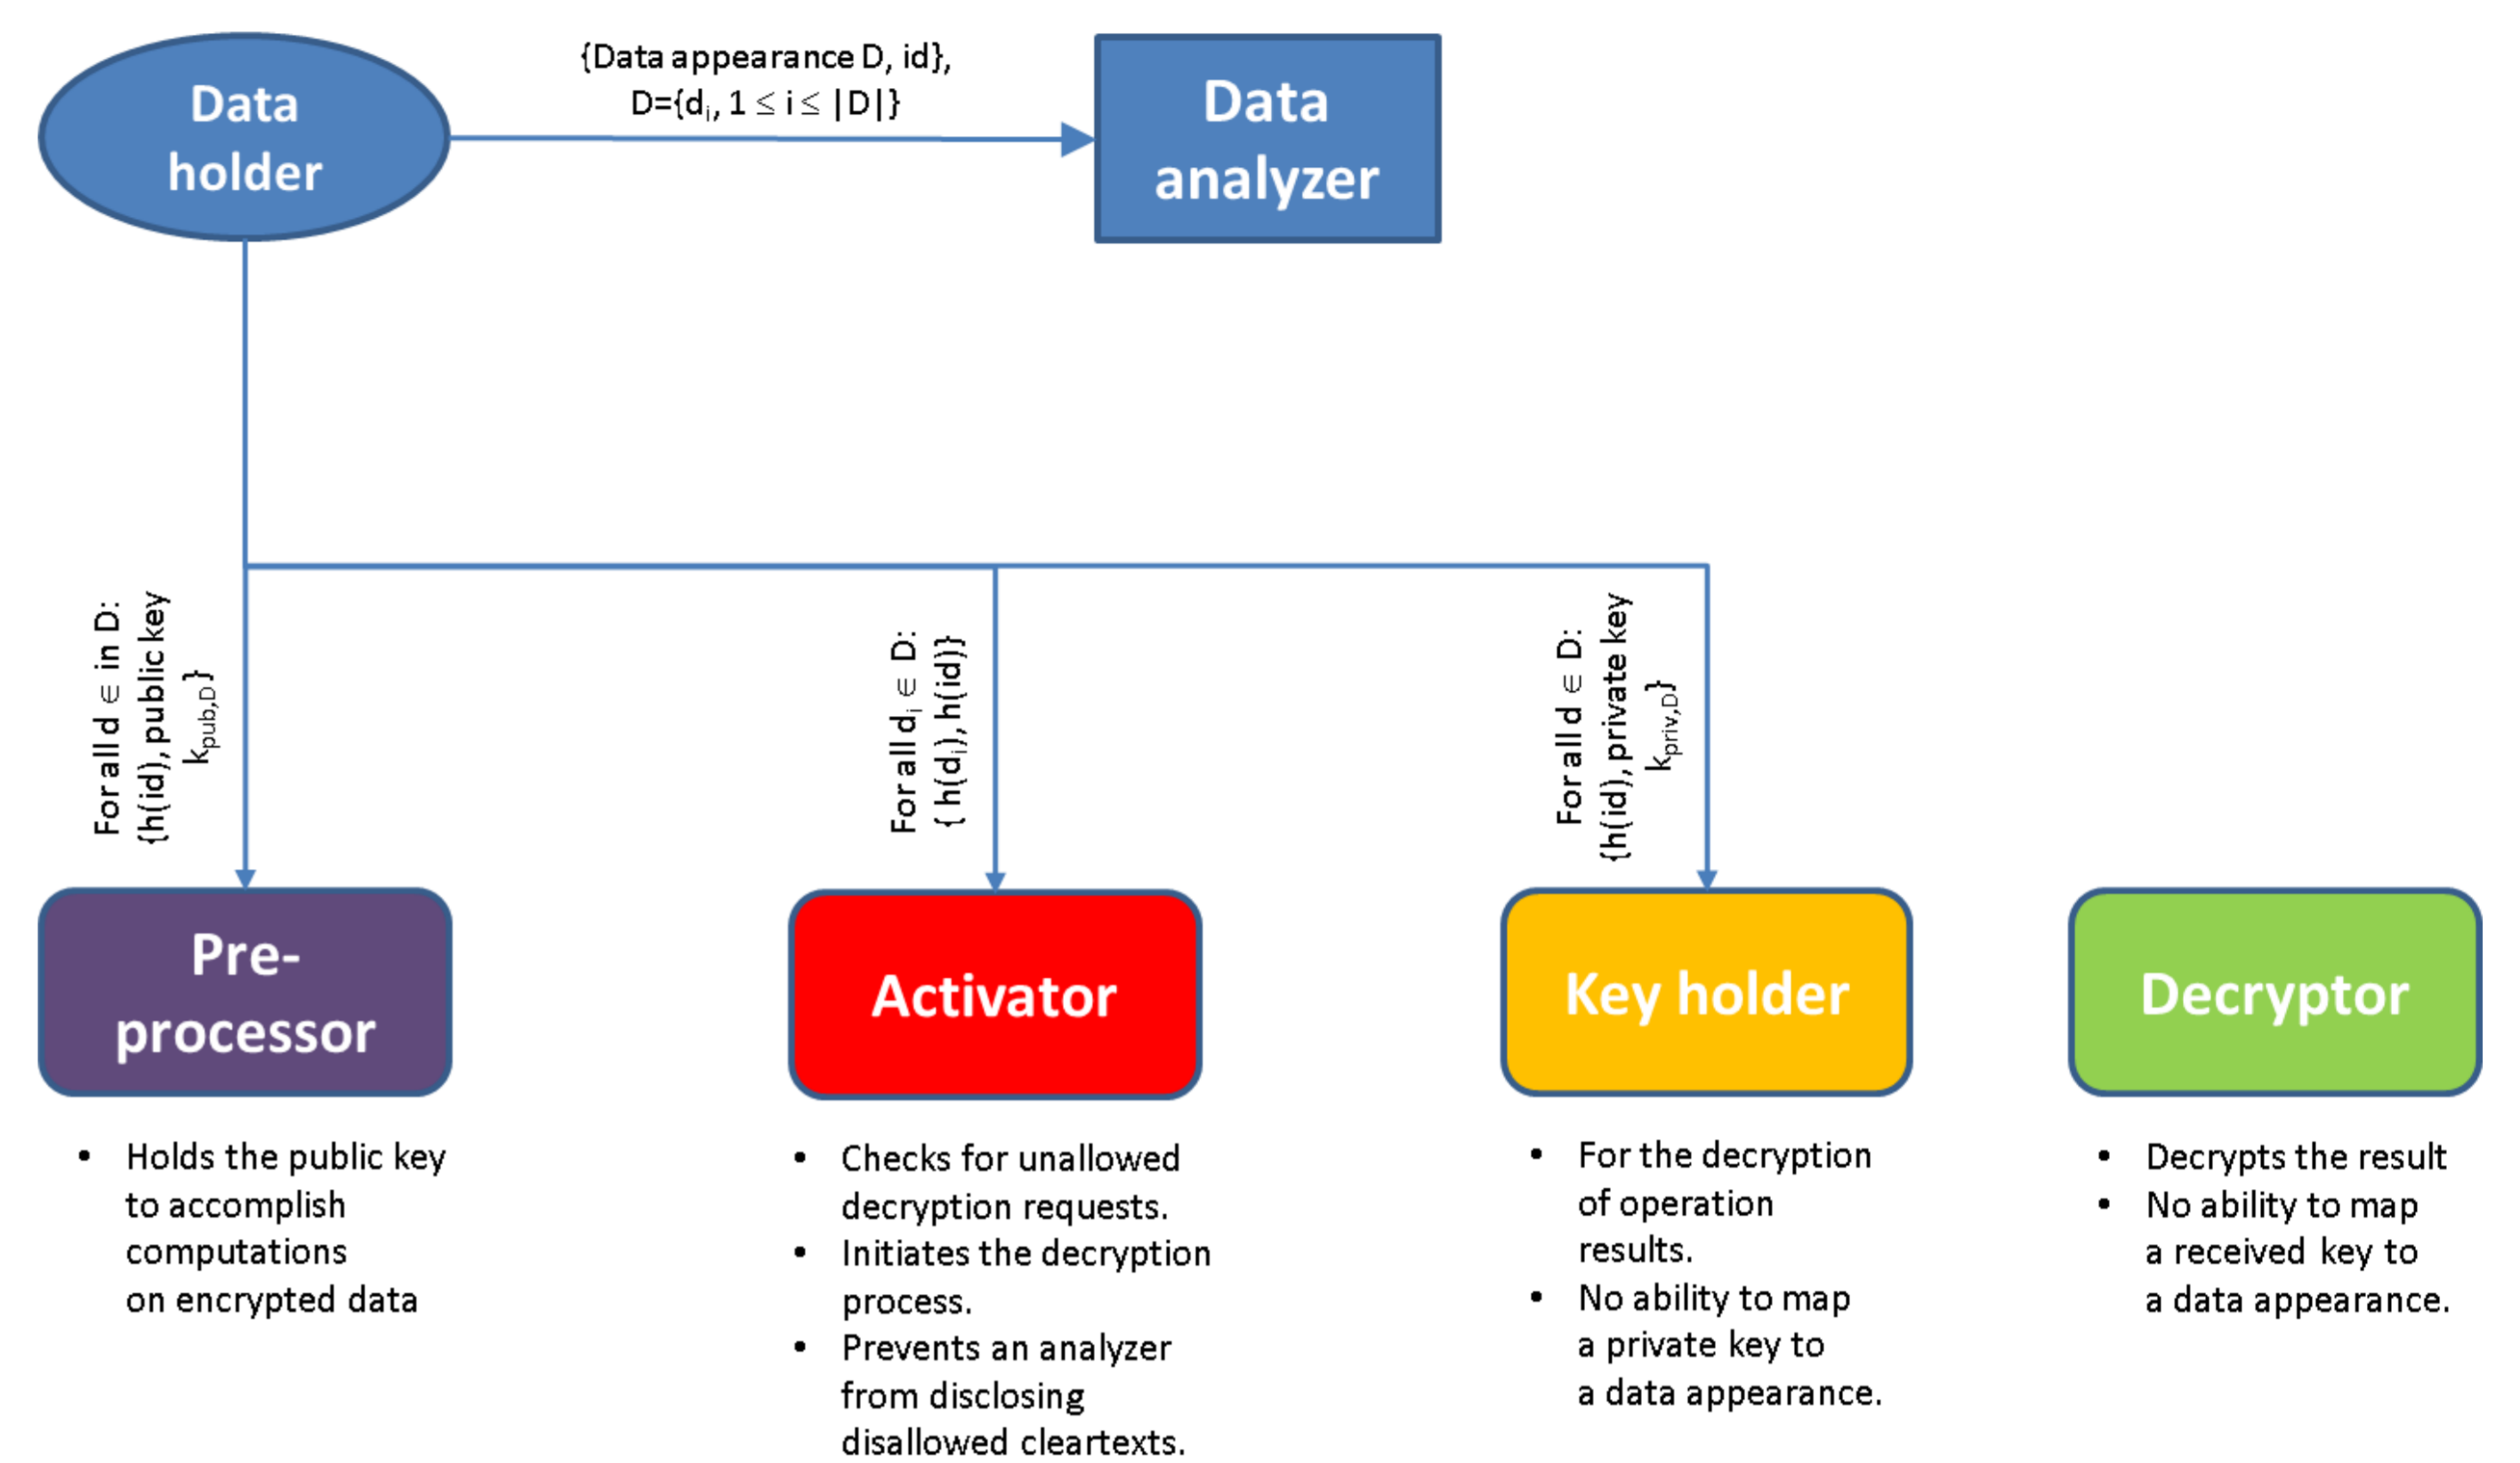 Data
holder
{Data appearance D, id},
D={dᵢ, 1 ≤ i ≤ |D|}
Data
analyzer
For all d ∈ in D:
{h(id), public key
k_pub,D}
For all dᵢ ∈ D:
{ h(dᵢ), h(id)}
For all d ∈ D:
{h(id), private key
k_priv,D}
Pre-
processor
Activator
Key holder
Decryptor
• Holds the public key
to accomplish
computations
on encrypted data
• Checks for unallowed
decryption requests.
• Initiates the decryption
process.
• Prevents an analyzer
from disclosing
disallowed cleartexts.
• For the decryption
of operation
results.
• No ability to map
a private key to
a data appearance.
• Decrypts the result
• No ability to map
a received key to
a data appearance.